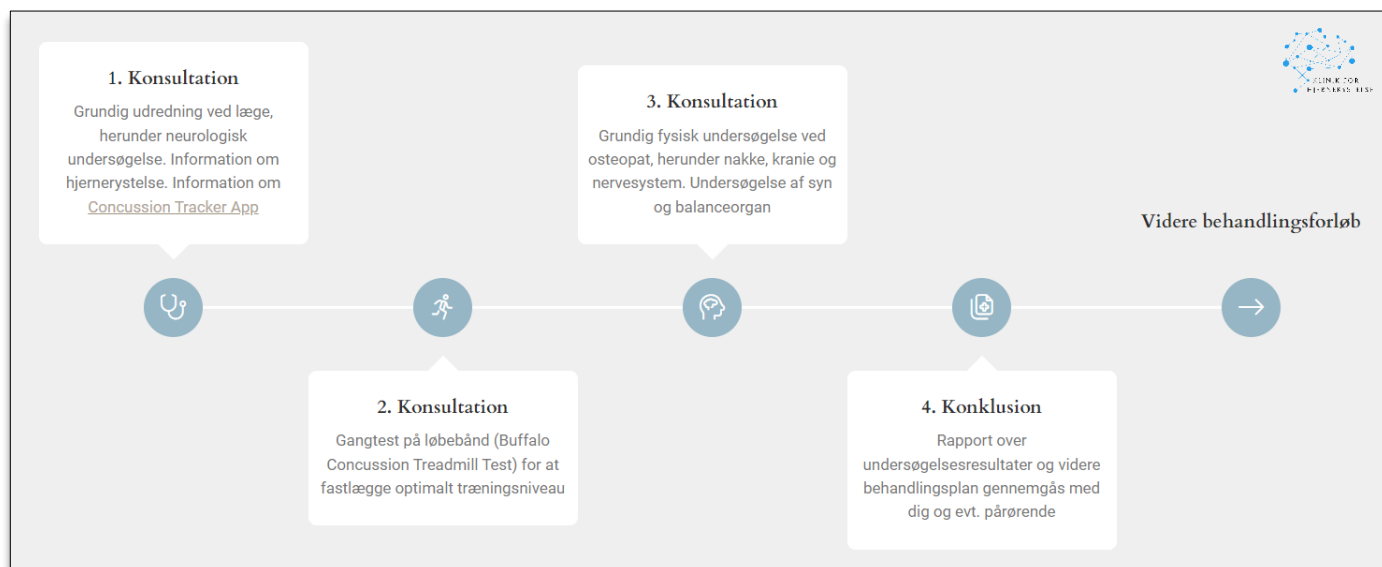 1. Konsultation
Grundig udredning ved læge,
herunder neurologisk
undersøgelse. Information om
hjernerystelse. Information om
Concussion Tracker App
2. Konsultation
Gangtest på løbebånd (Buffalo
Concussion Treadmill Test) for at
fastlægge optimalt træningsniveau
3. Konsultation
Grundig fysisk undersøgelse ved
osteopat, herunder nakke, kranie og
nervesystem. Undersøgelse af syn
og balanceorgan
4. Konklusion
Rapport over
undersøgelsesresultater og videre
behandlingsplan gennemgås med
dig og evt. pårørende
Videre behandlingsforløb
KLINIK FOR
HJERNERYSTELSE